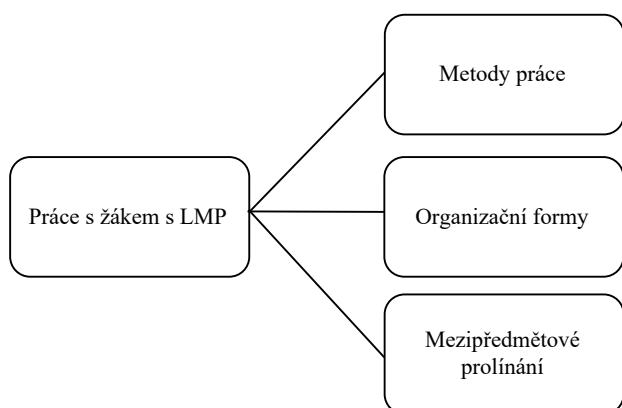 Metody práce
Práce s žákem s LMP
Organizační formy
Mezipředmětové
prolínání